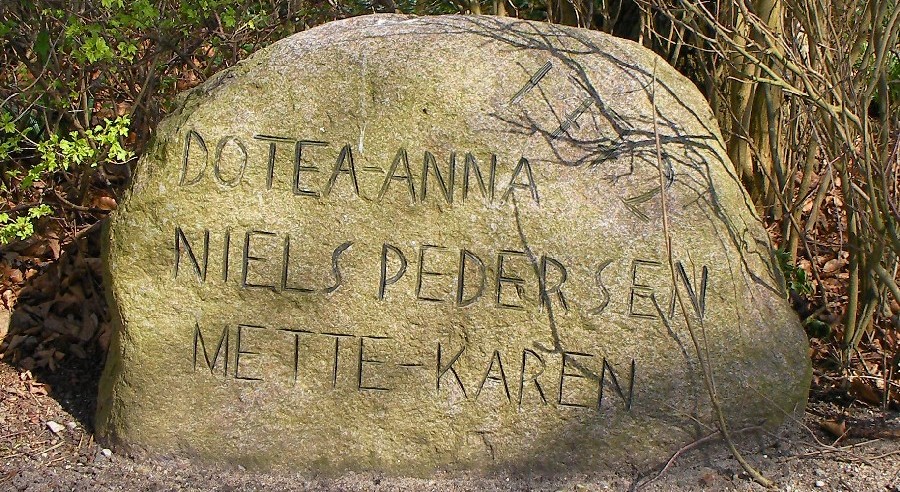 DOTEA-ANNA
NIELS PEDERSEN
METTE-KAREN